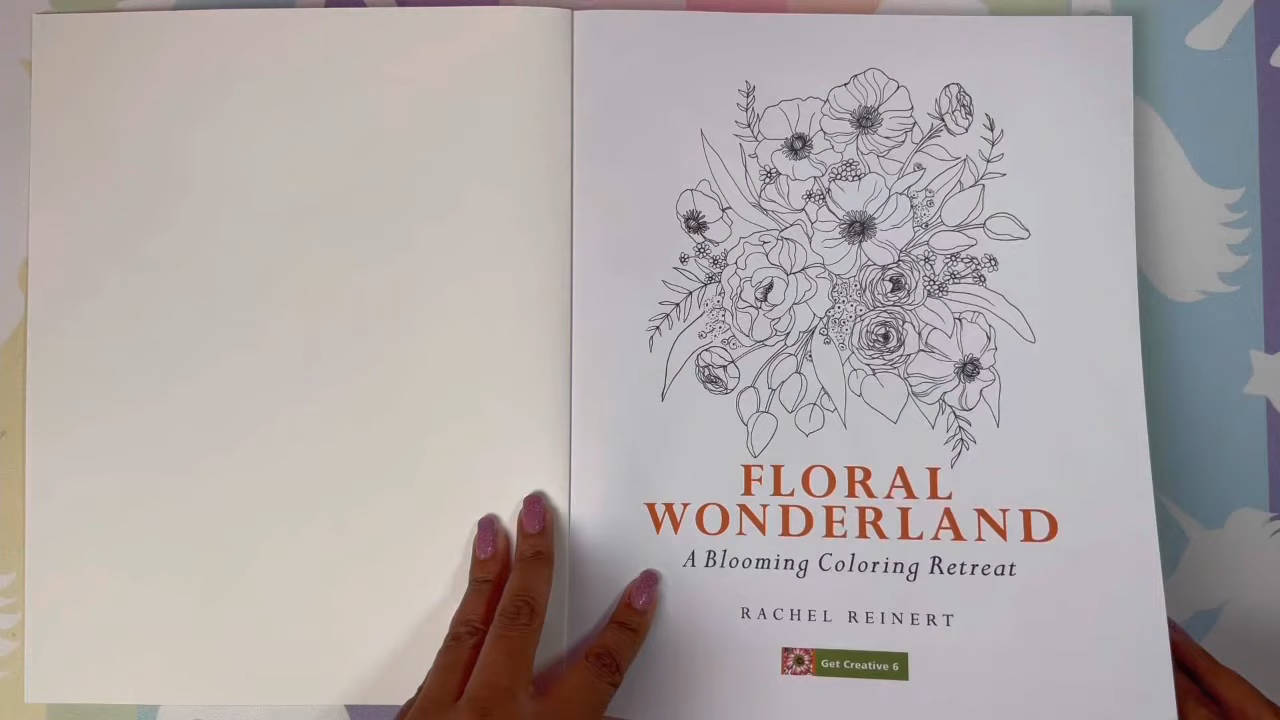 FLORAL
WONDERLAND
A Blooming Coloring Retreat
RACHEL REINERT
Get Creative 6